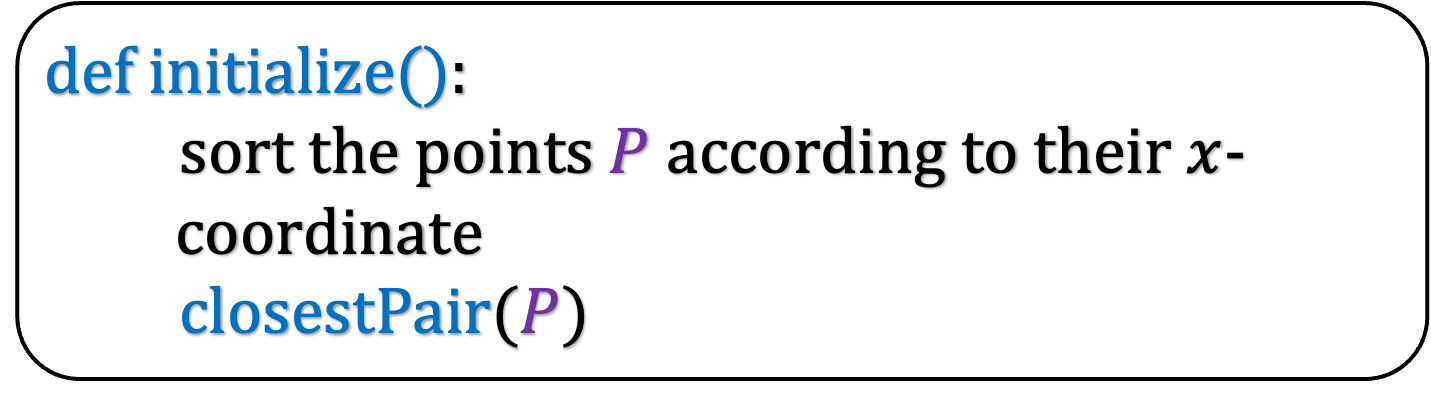 def initialize():
sort the points P according to their x-
coordinate
closestPair(P)